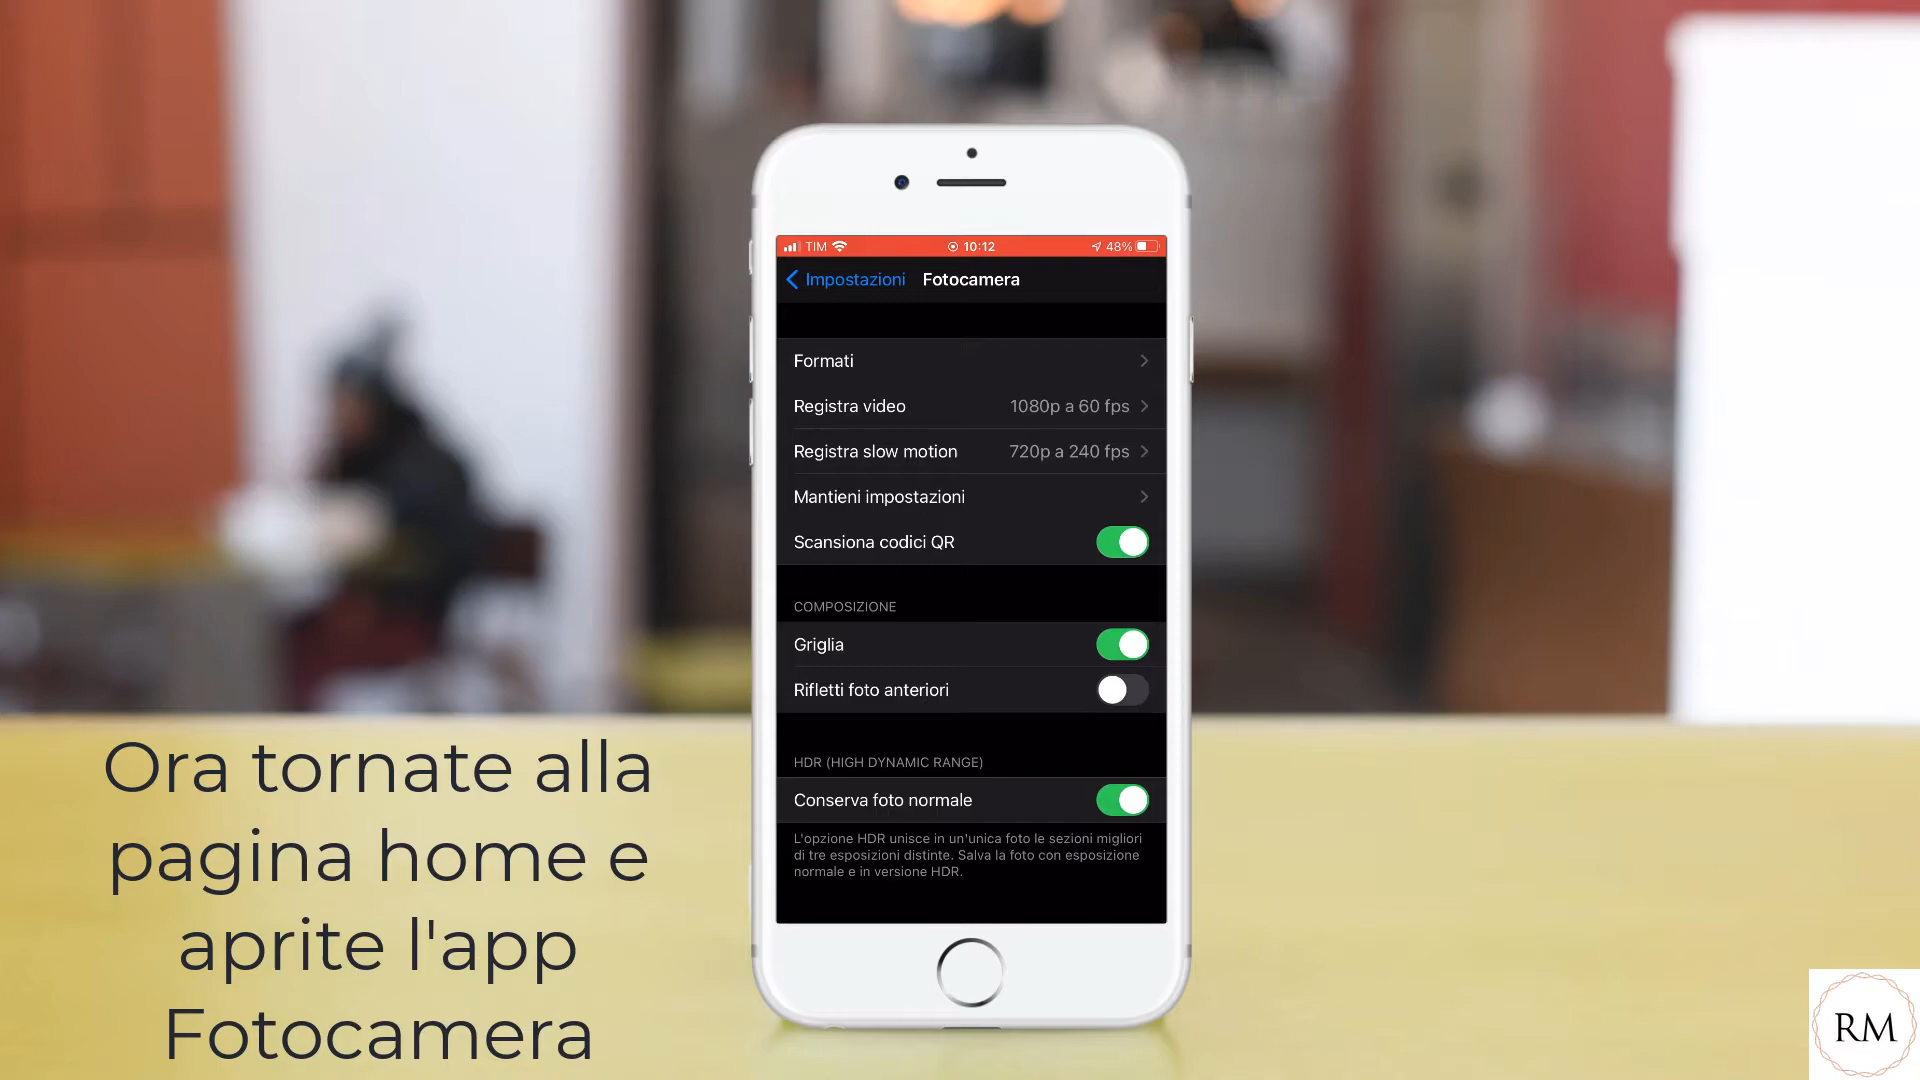 TIM 10:12 48%
Impostazioni Fotocamera
Formati
Registra video 1080p a 60 fps
Registra slow motion 720p a 240 fps
Mantieni impostazioni
Scansiona codici QR
COMPOSIZIONE
Griglia
Rifletti foto anteriori
HDR (HIGH DYNAMIC RANGE)
Conserva foto normale
L'opzione HDR unisce in un'unica foto le sezioni migliori
di tre esposizioni distinte. Salva la foto con esposizione
normale e in versione HDR.
Ora tornate alla
pagina home e
aprite l'app
Fotocamera
RM